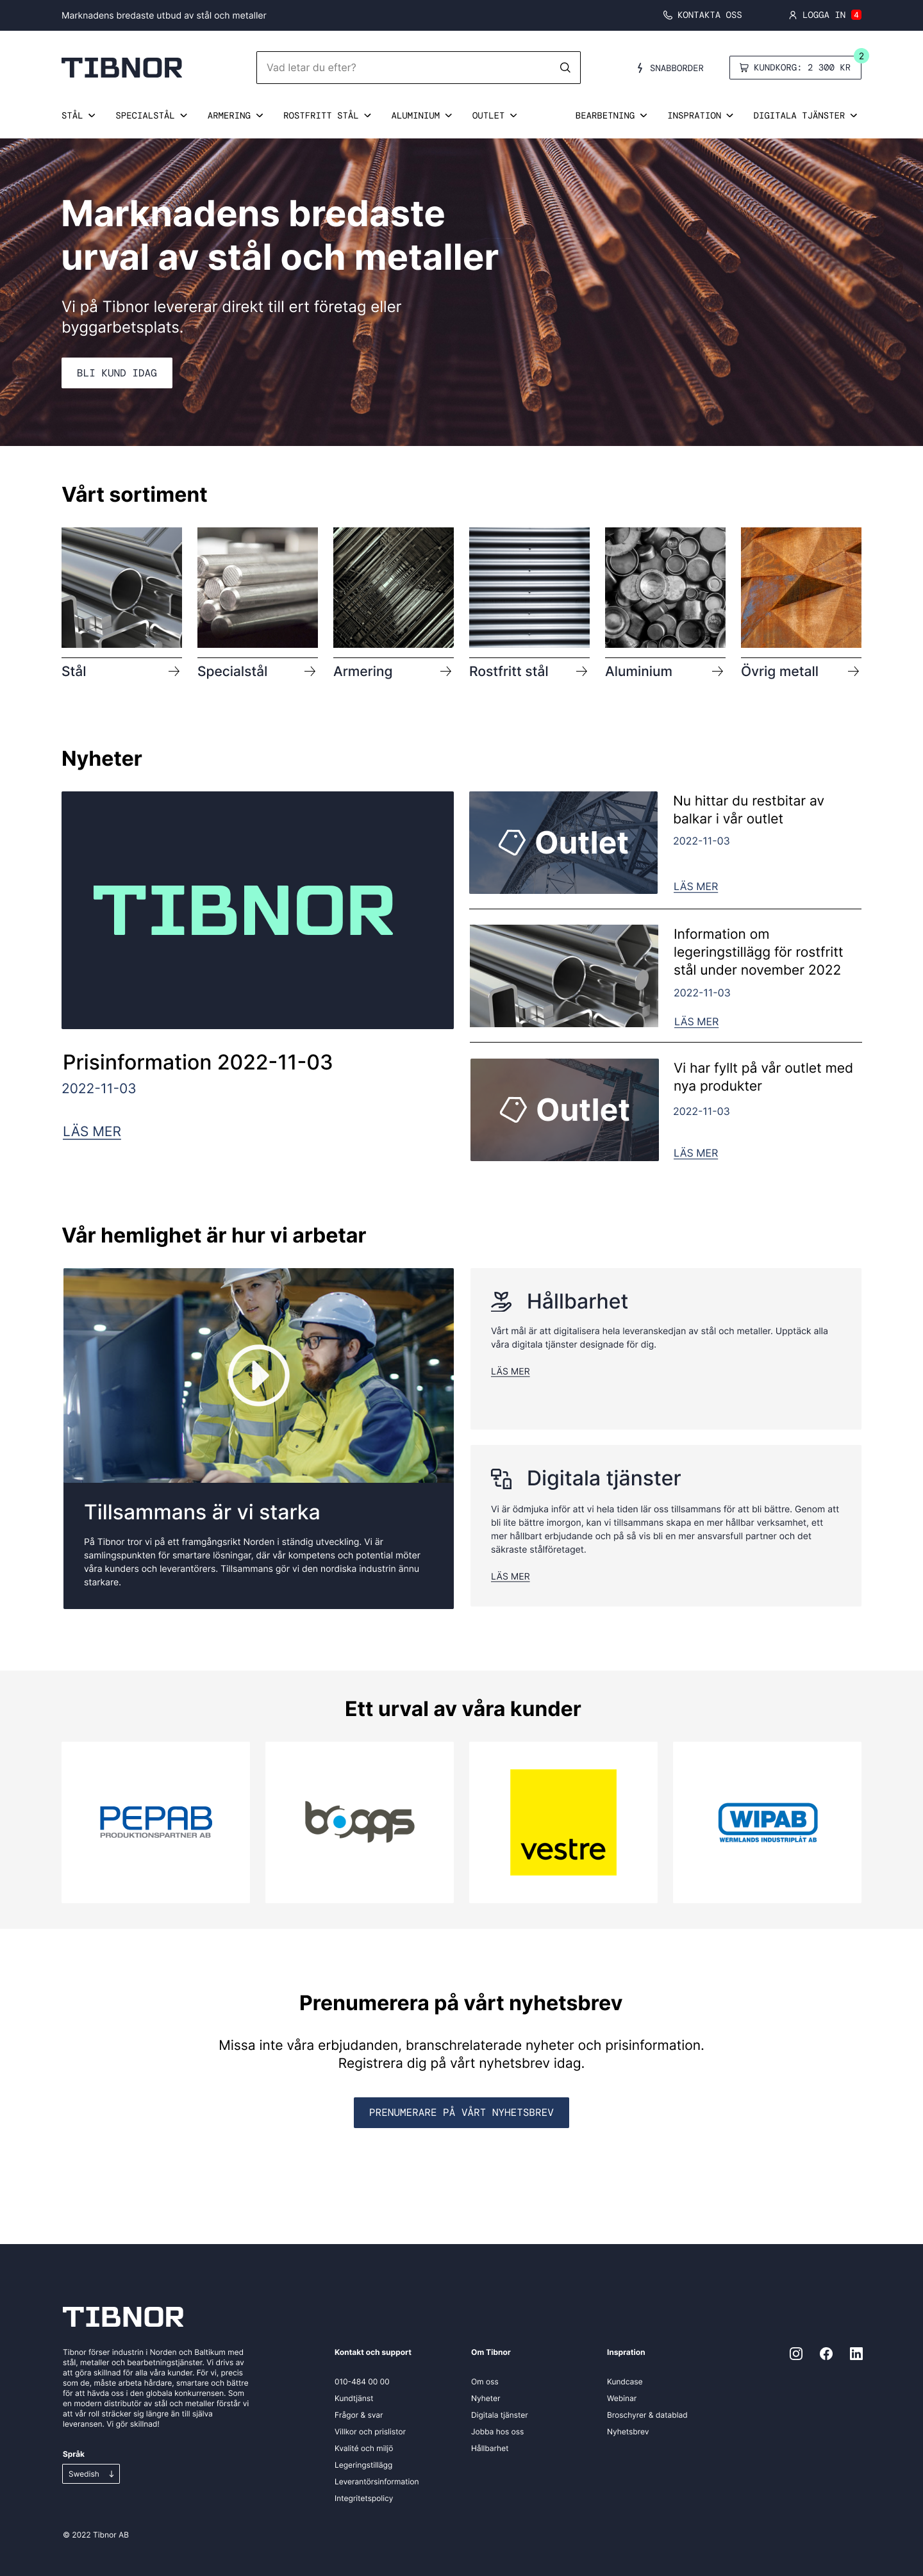 Marknadens bredaste utbud av stål och metaller
KONTAKTA OSS
LOGGA IN
4
TIBNOR
Vad letar du efter?
SNABBORDER
KUNDKORG: 2 300 KR
2
STÅL
SPECIALSTÅL
ARMERING
ROSTFRITT STÅL
ALUMINIUM
OUTLET
BEARBETNING
INSPRATION
DIGITALA TJÄNSTER
Marknadens bredaste
urval av stål och metaller
Vi på Tibnor levererar direkt till ert företag eller
byggarbetsplats.
BLI KUND IDAG
Vårt sortiment
Stål
Specialstål
Armering
Rostfritt stål
Aluminium
Övrig metall
Nyheter
TIBNOR
Prisinformation 2022-11-03
2022-11-03
LÄS MER
Outlet
Nu hittar du restbitar av
balkar i vår outlet
2022-11-03
LÄS MER
Information om
legeringstillägg för rostfritt
stål under november 2022
2022-11-03
LÄS MER
Outlet
Vi har fyllt på vår outlet med
nya produkter
2022-11-03
LÄS MER
Vår hemlighet är hur vi arbetar
Tillsammans är vi starka
På Tibnor tror vi på ett framgångsrikt Norden i ständig utveckling. Vi är
samlingspunkten för smartare lösningar, där vår kompetens och potential möter
våra kunders och leverantörers. Tillsammans gör vi den nordiska industrin ännu
starkare.
Hållbarhet
Vårt mål är att digitalisera hela leveranskedjan av stål och metaller. Upptäck alla
våra digitala tjänster designade för dig.
LÄS MER
Digitala tjänster
Vi är ödmjuka inför att vi hela tiden lär oss tillsammans för att bli bättre. Genom att
bli lite bättre imorgon, kan vi tillsammans skapa en mer hållbar verksamhet, ett
mer hållbart erbjudande och på så vis bli en mer ansvarsfull partner och det
säkraste stålföretaget.
LÄS MER
Ett urval av våra kunder
PEPAB
PRODUKTIONSPARTNER AB
boggs
vestre
WIPAB
WERMLANDS INDUSTRIPLÅT AB
Prenumerera på vårt nyhetsbrev
Missa inte våra erbjudanden, branschrelaterade nyheter och prisinformation.
Registrera dig på vårt nyhetsbrev idag.
PRENUMERARE PÅ VÅRT NYHETSBREV
TIBNOR
Tibnor förser industrin i Norden och Baltikum med
stål, metaller och bearbetningstjänster. Vi drivs av
att göra skillnad för alla våra kunder. För vi, precis
som de, måste arbeta hårdare, smartare och bättre
för att hävda oss i den globala konkurrensen. Som
en modern distributör av stål och metaller förstår vi
att vår roll sträcker sig längre än till själva
leveransen. Vi gör skillnad!
Språk
Swedish
© 2022 Tibnor AB
Kontakt och support
010-484 00 00
Kundtjänst
Frågor & svar
Villkor och prislistor
Kvalité och miljö
Legeringstillägg
Leverantörsinformation
Integritetspolicy
Om Tibnor
Om oss
Nyheter
Digitala tjänster
Jobba hos oss
Hållbarhet
Inspration
Kundcase
Webinar
Broschyrer & datablad
Nyhetsbrev